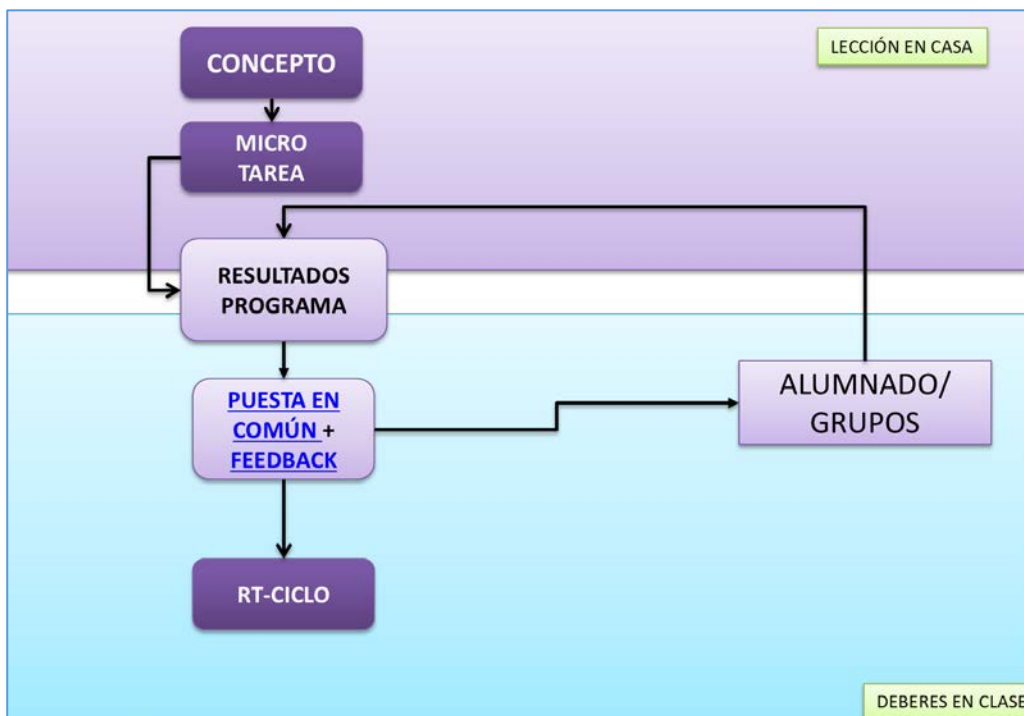 CONCEPTO
LECCIÓN EN CASA
MICRO
TAREA
RESULTADOS
PROGRAMA
PUESTA EN
COMÚN +
FEEDBACK
ALUMNADO/
GRUPOS
RT-CICLO
DEBERES EN CLASE